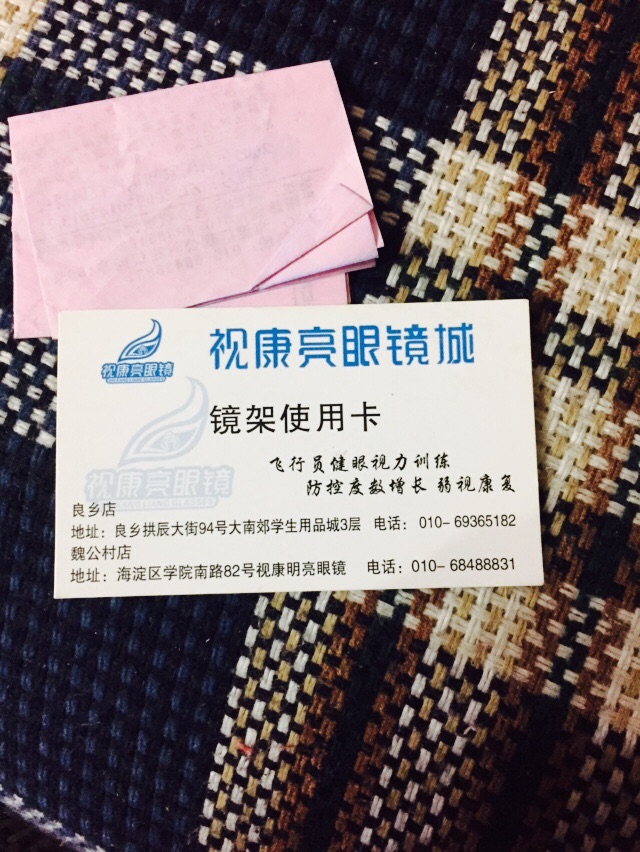 视康亮眼镜城
视康亮眼镜
镜架使用卡
视康亮眼镜
飞行员健眼视力训练
防控度数增长 弱视康复
良乡店
地址：良乡拱辰大街94号大南郊学生用品城3层 电话：010-69365182
魏公村店
地址：海淀区学院南路82号视康明亮眼镜 电话：010-68488831